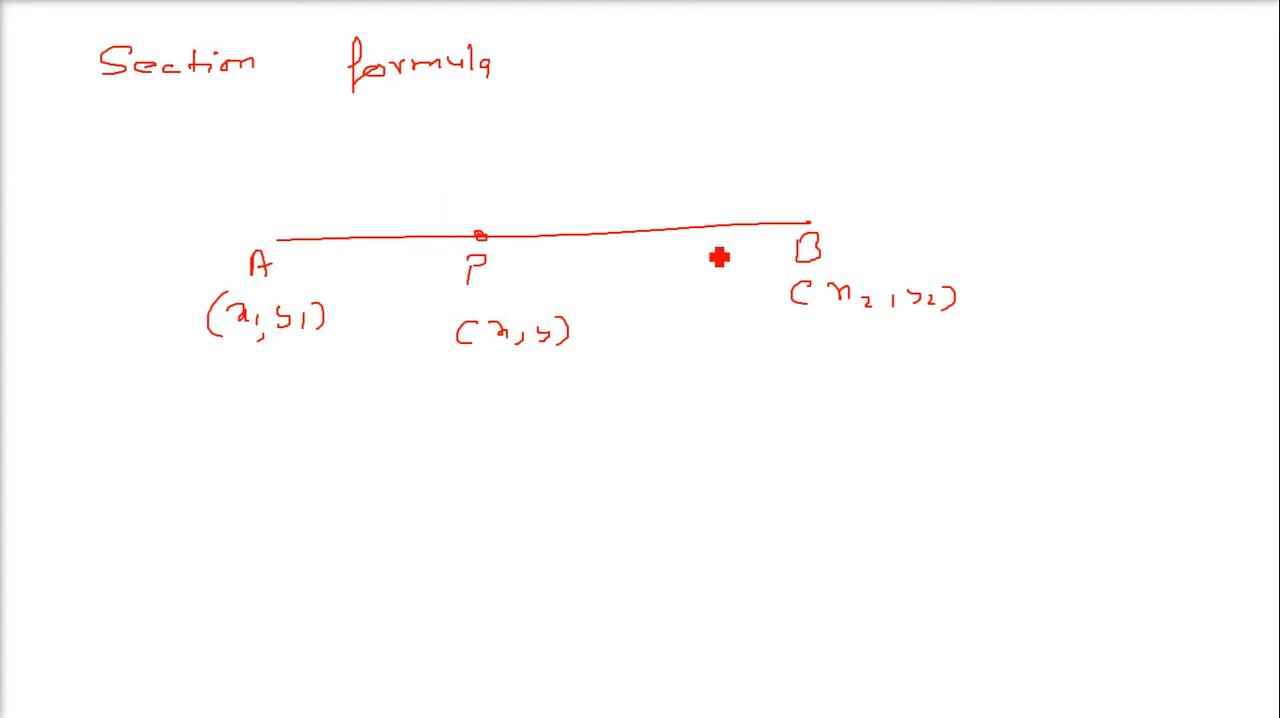 Section formula
A P B
(x1, y1) (x, y) (x2, y2)